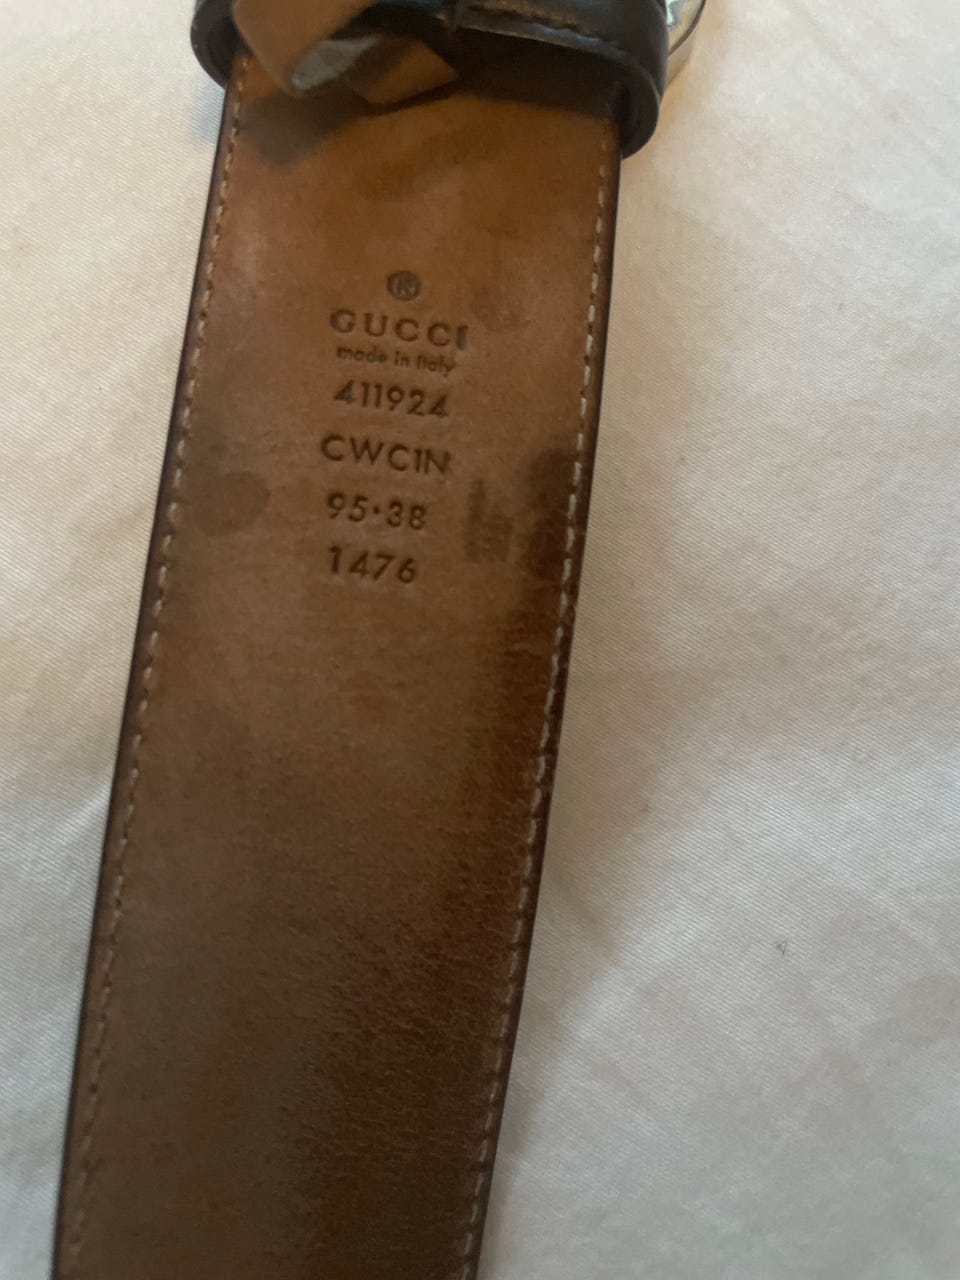 ®
GUCCI
made in italy
411924
CWC1N
95·38
1476